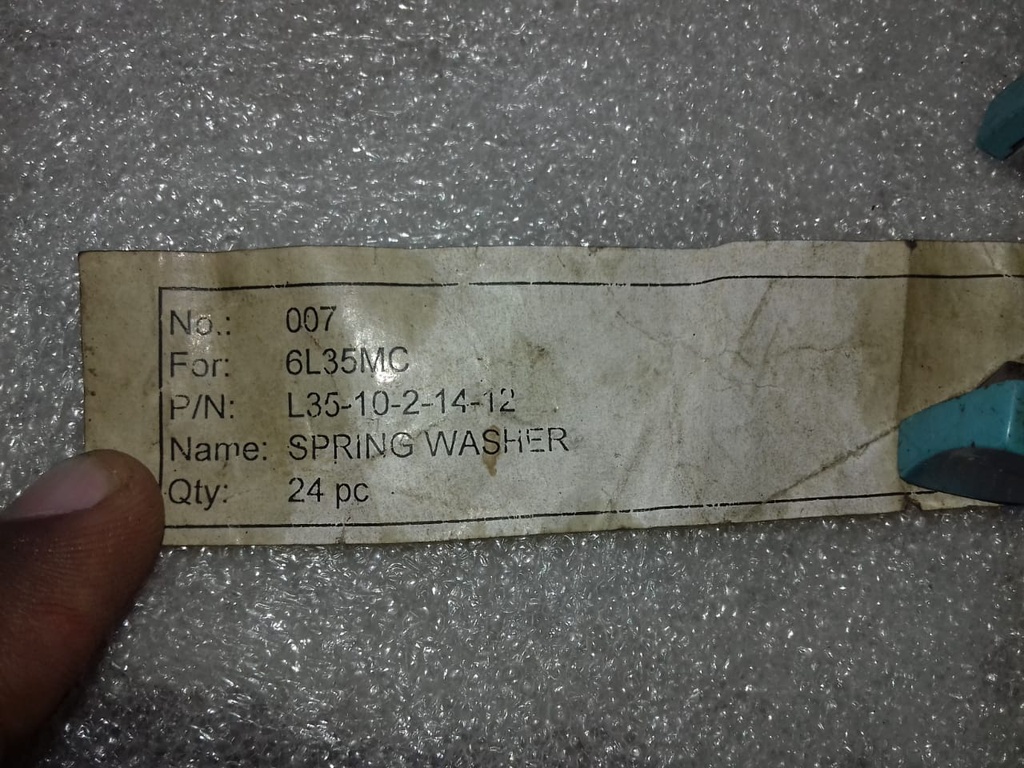 No.: 007
For: 6L35MC
P/N: L35-10-2-14-12
Name: SPRING WASHER
Qty: 24 pc